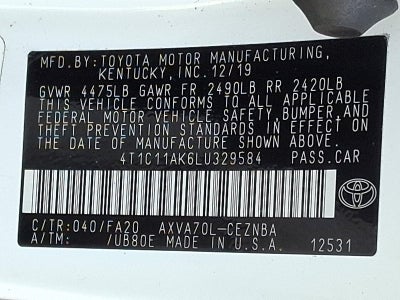 MFD.BY:TOYOTA MOTOR MANUFACTURING,
KENTUCKY,INC.12/19
GVWR 4475LB GAWR FR 2490LB RR 2420LB
THIS VEHICLE CONFORMS TO ALL APPLICABLE
FEDERAL MOTOR VEHICLE SAFETY,BUMPER,AND
THEFT PREVENTION STANDARDS IN EFFECT ON
THE DATE OF MANUFACTURE SHOWN ABOVE.
4T1C11AK6LU329584 PASS.CAR
TOYOTA
C/TR:040/FA20 AXVA70L-CEZNBA
A/TM: /UB80E MADE IN U.S.A. 12531